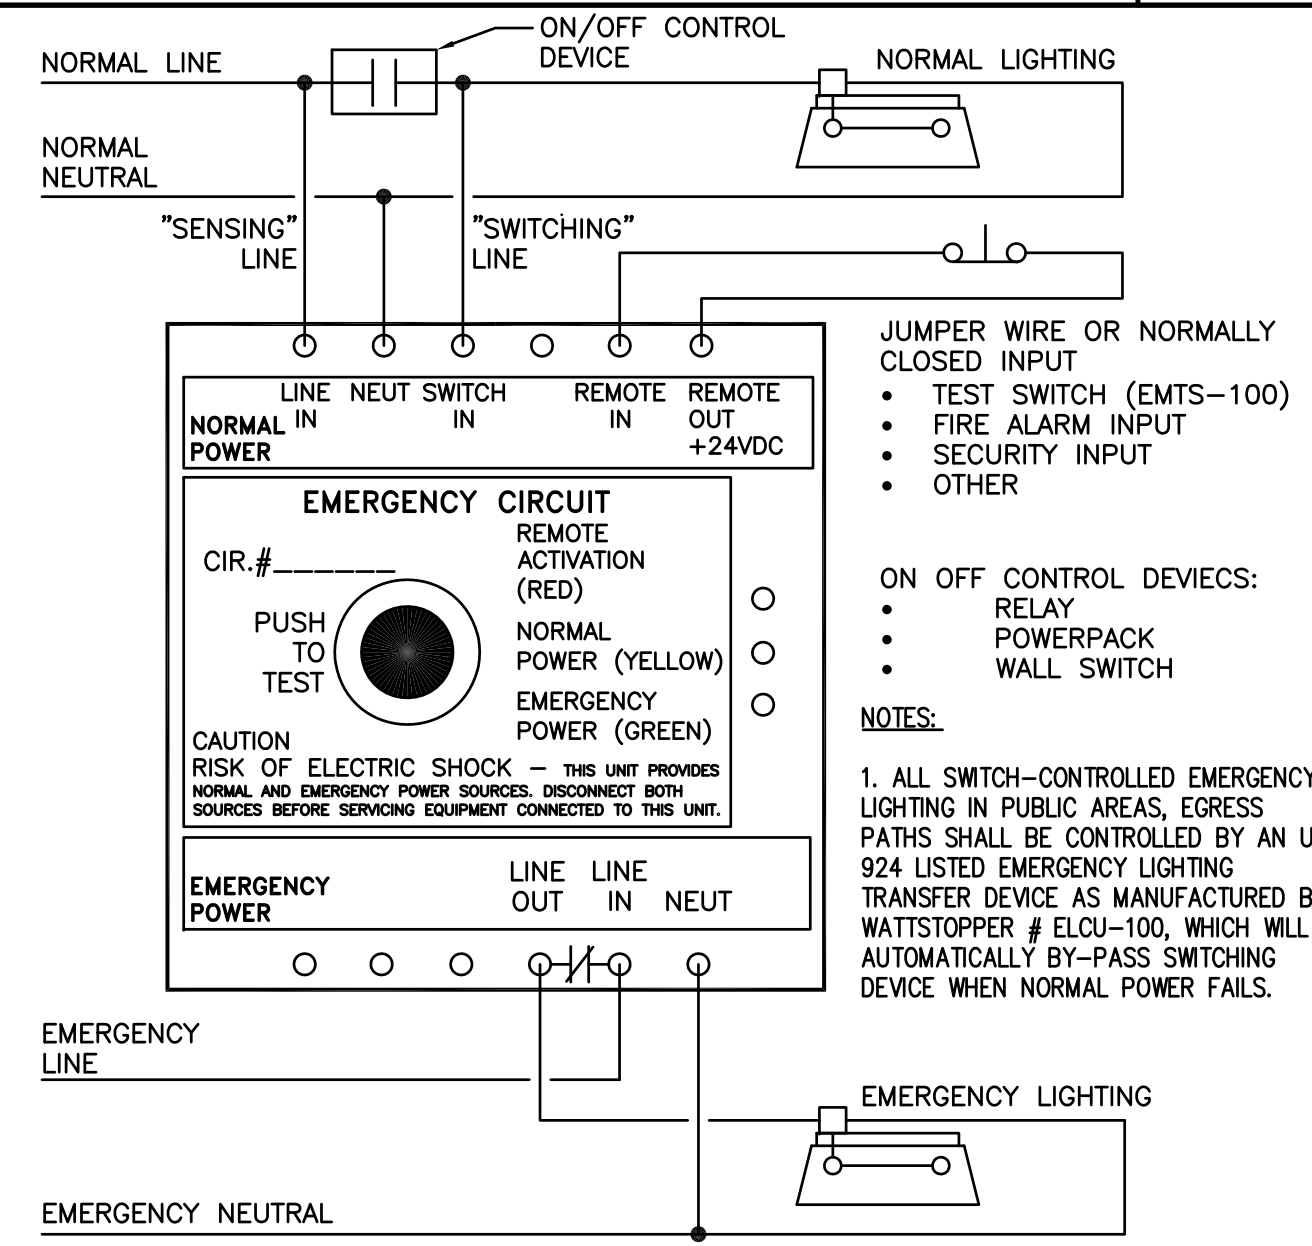 ON/OFF CONTROL
DEVICE
NORMAL LINE
NORMAL LIGHTING
NORMAL
NEUTRAL
"SENSING"
LINE
"SWITCHING"
LINE
JUMPER WIRE OR NORMALLY
CLOSED INPUT
• TEST SWITCH (EMTS-100)
• FIRE ALARM INPUT
• SECURITY INPUT
• OTHER
LINE
IN
NEUT
SWITCH
IN
REMOTE
IN
REMOTE
OUT
+24VDC
NORMAL
POWER
EMERGENCY CIRCUIT
CIR.#______
PUSH
TO
TEST
REMOTE
ACTIVATION
(RED)
NORMAL
POWER (YELLOW)
EMERGENCY
POWER (GREEN)
CAUTION
RISK OF ELECTRIC SHOCK — THIS UNIT PROVIDES
NORMAL AND EMERGENCY POWER SOURCES. DISCONNECT BOTH
SOURCES BEFORE SERVICING EQUIPMENT CONNECTED TO THIS UNIT.
ON OFF CONTROL DEVIECS:
• RELAY
• POWERPACK
• WALL SWITCH
NOTES:
1. ALL SWITCH-CONTROLLED EMERGENCY
LIGHTING IN PUBLIC AREAS, EGRESS
PATHS SHALL BE CONTROLLED BY AN U
924 LISTED EMERGENCY LIGHTING
TRANSFER DEVICE AS MANUFACTURED B
WATTSTOPPER # ELCU-100, WHICH WILL
AUTOMATICALLY BY-PASS SWITCHING
DEVICE WHEN NORMAL POWER FAILS.
EMERGENCY
POWER
LINE
OUT
LINE
IN
NEUT
EMERGENCY
LINE
EMERGENCY LIGHTING
EMERGENCY NEUTRAL